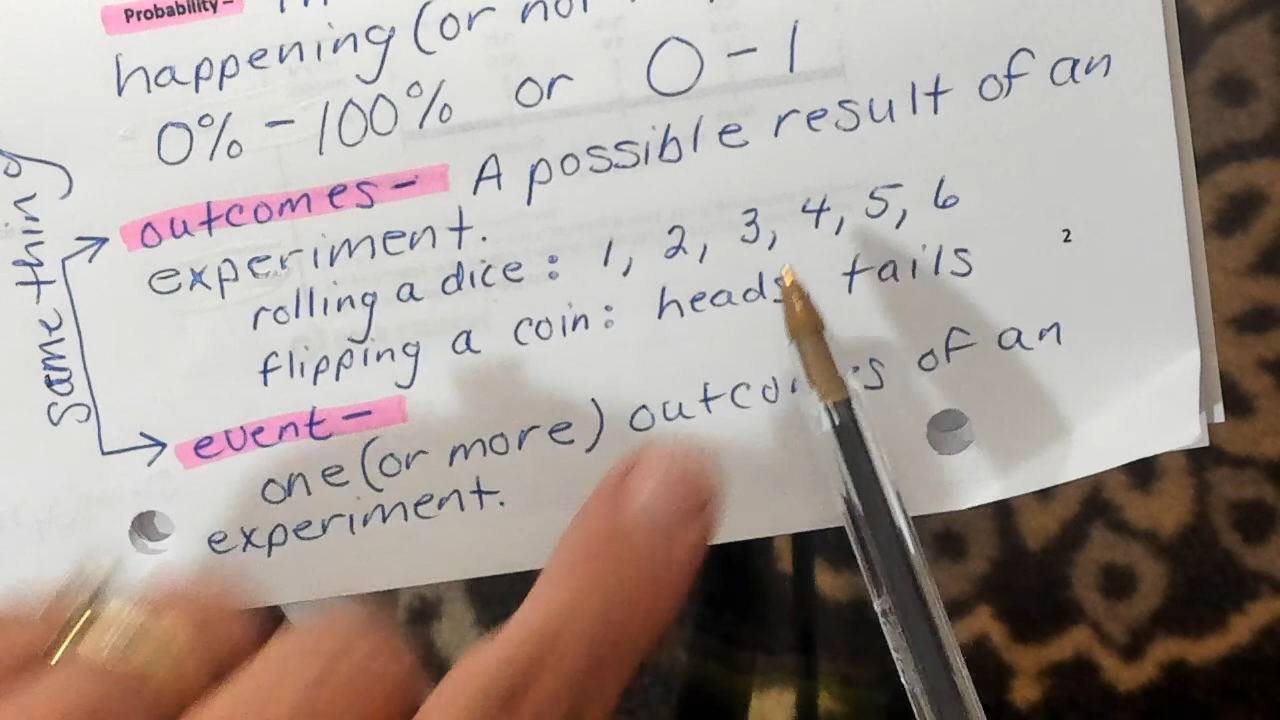 Probability –
happening (or not
0% – 100% or 0 – 1
outcomes – A possible result of an
experiment.
rolling a dice : 1, 2, 3, 4, 5, 6
flipping a coin: heads, tails
2
event –
one (or more) outcomes of an
experiment.
same thing